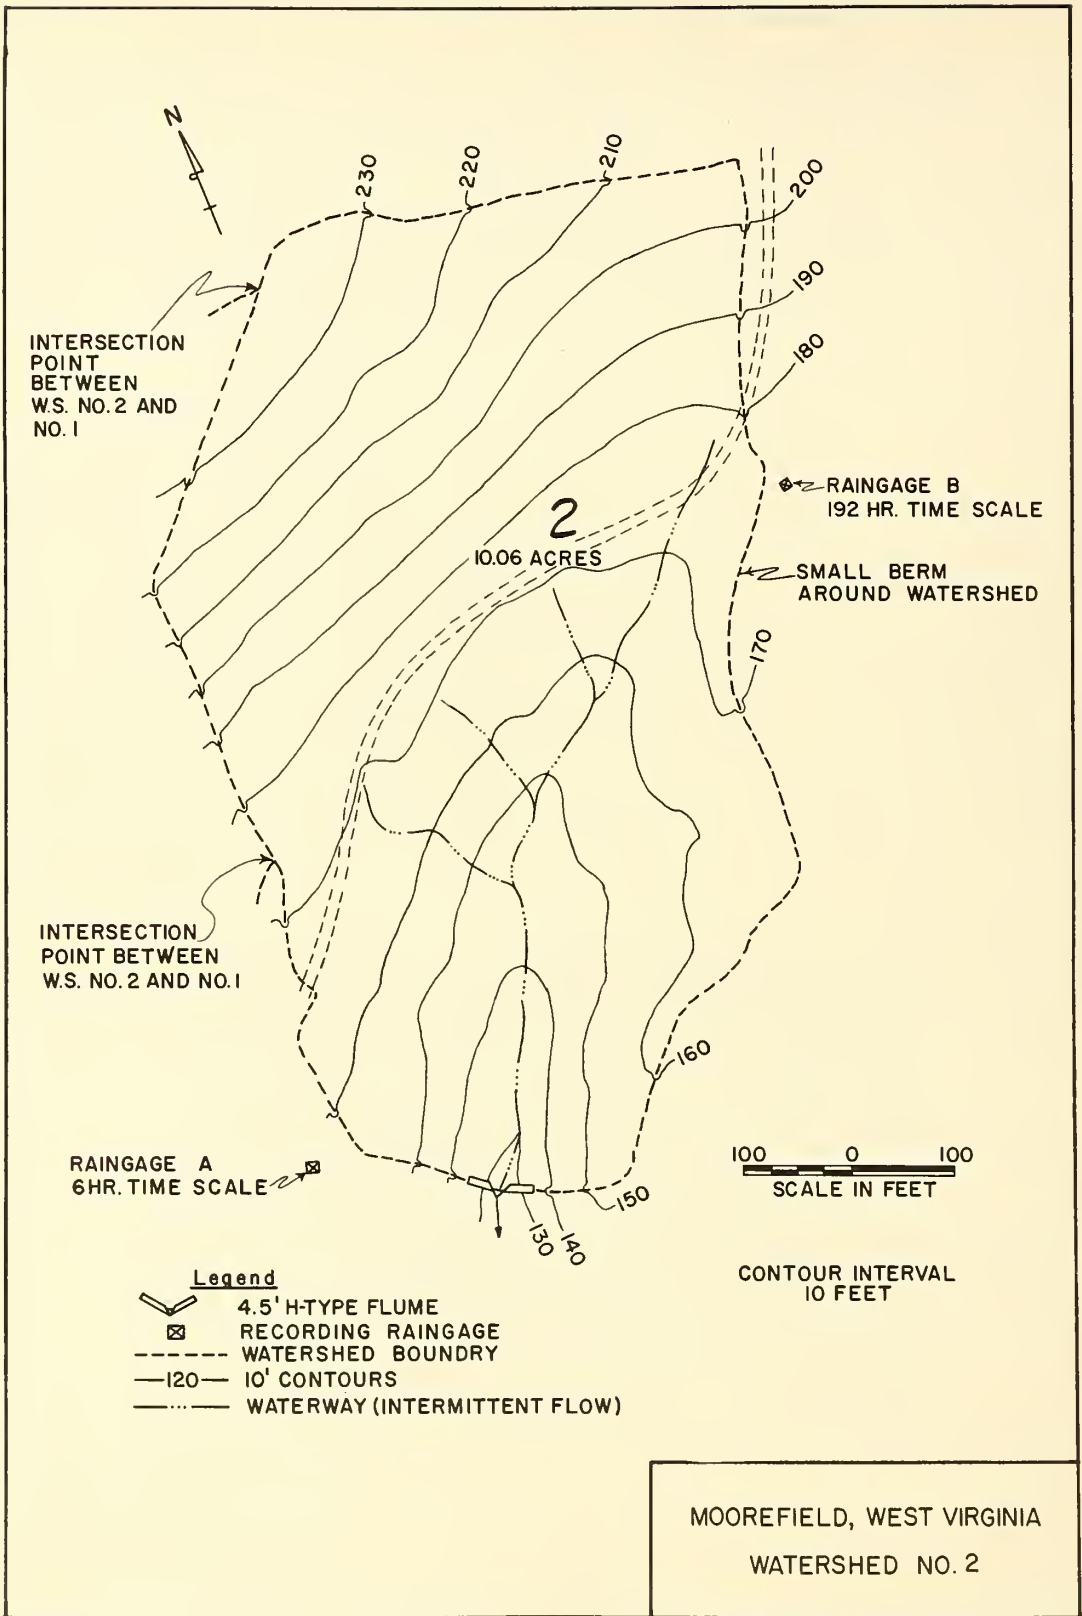 N
230
220
210
200
190
180
INTERSECTION
POINT
BETWEEN
W.S. NO. 2 AND
NO. 1
2
10.06 ACRES
RAINGAGE B
192 HR. TIME SCALE
SMALL BERM
AROUND WATERSHED
170
INTERSECTION
POINT BETWEEN
W.S. NO. 2 AND NO. 1
160
RAINGAGE A
6HR. TIME SCALE
100 0 100
SCALE IN FEET
150
130
140
CONTOUR INTERVAL
10 FEET
Legend
4.5' H-TYPE FLUME
RECORDING RAINGAGE
WATERSHED BOUNDRY
120 10' CONTOURS
WATERWAY (INTERMITTENT FLOW)
MOOREFIELD, WEST VIRGINIA
WATERSHED NO. 2